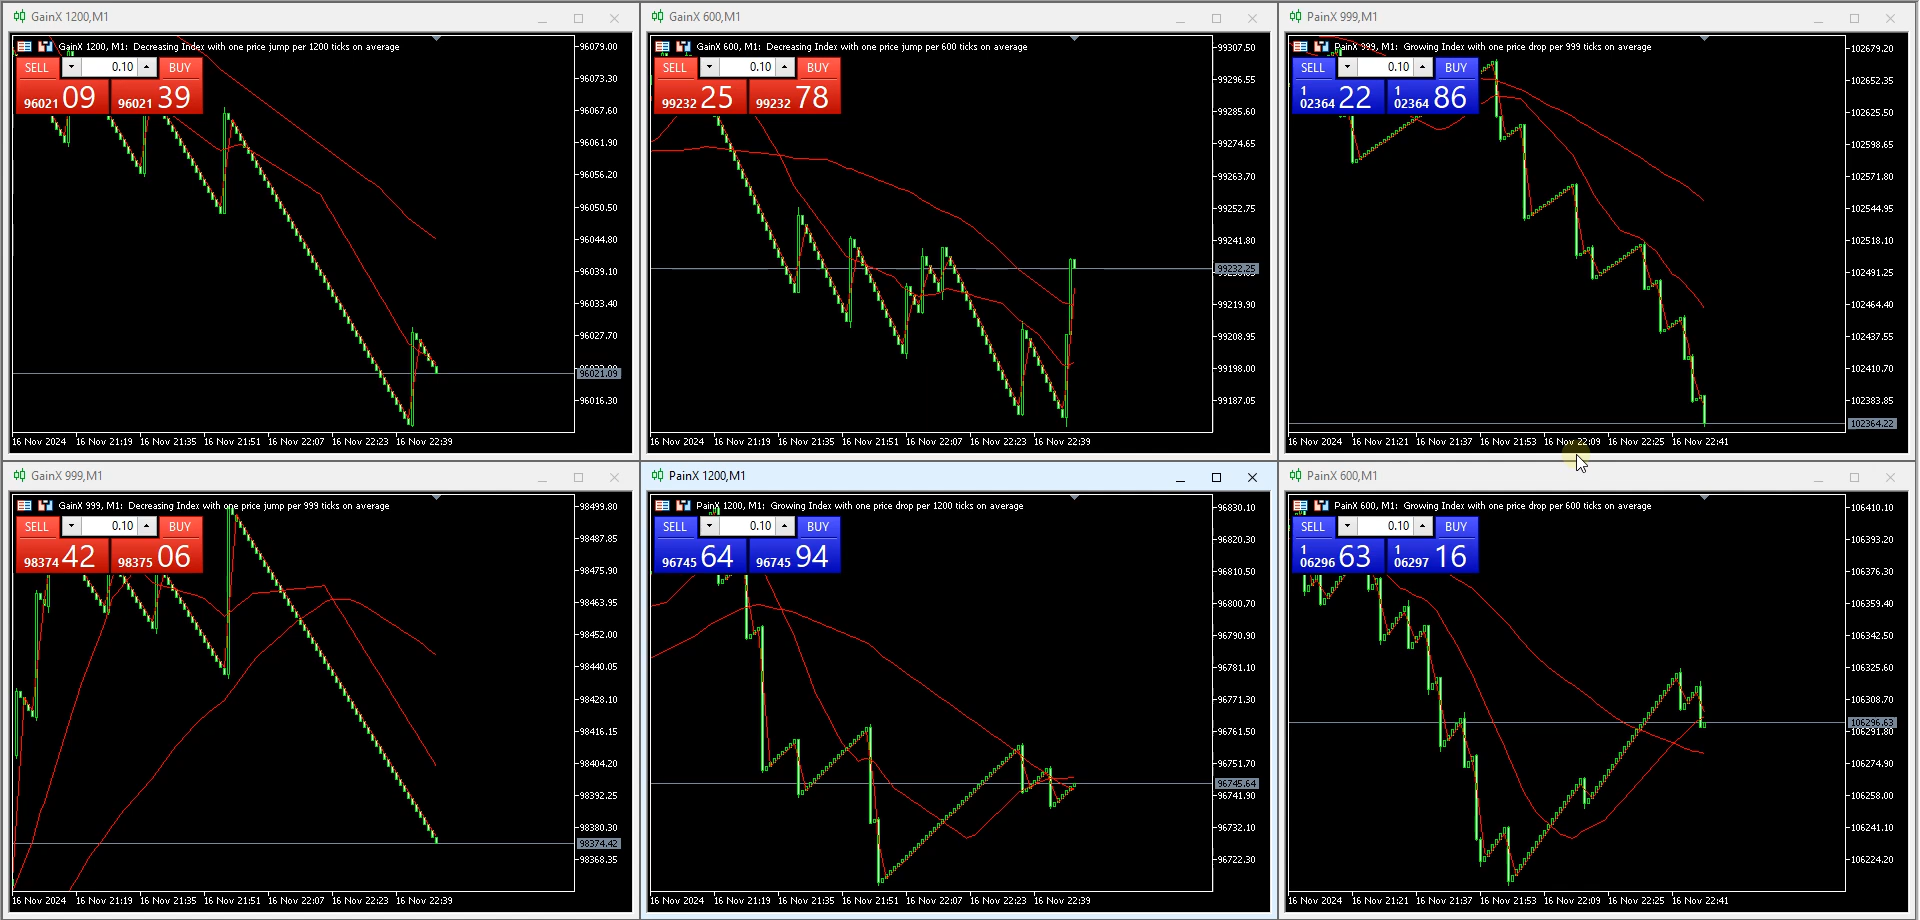 GainX 1200,M1
GainX 1200, M1: Decreasing Index with one price jump per 1200 ticks on average
SELL 0.10 BUY
96021 09 96021 39
96079.00
96073.30
96067.60
96061.90
96056.20
96050.50
96044.80
96039.10
96033.40
96027.70
96021.09
96016.30
16 Nov 2024 16 Nov 21:19 16 Nov 21:35 16 Nov 21:51 16 Nov 22:07 16 Nov 22:23 16 Nov 22:39
GainX 600,M1
GainX 600, M1: Decreasing Index with one price jump per 600 ticks on average
SELL 0.10 BUY
99232 25 99232 78
99307.50
99296.55
99285.60
99274.65
99263.70
99252.75
99241.80
99232.25
99219.90
99208.95
99198.00
99187.05
16 Nov 2024 16 Nov 21:19 16 Nov 21:35 16 Nov 21:51 16 Nov 22:07 16 Nov 22:23 16 Nov 22:39
PainX 999,M1
PainX 999, M1: Growing Index with one price drop per 999 ticks on average
SELL 0.10 BUY
1 02364 22 1 02364 86
102679.20
102652.35
102625.50
102598.65
102571.80
102544.95
102518.10
102491.25
102464.40
102437.55
102410.70
102383.85
102364.22
16 Nov 2024 16 Nov 21:21 16 Nov 21:37 16 Nov 21:53 16 Nov 22:09 16 Nov 22:25 16 Nov 22:41
GainX 999,M1
GainX 999, M1: Decreasing Index with one price jump per 999 ticks on average
SELL 0.10 BUY
98374 42 98375 06
98499.80
98487.85
98475.90
98463.95
98452.00
98440.05
98428.10
98416.15
98404.20
98392.25
98380.30
98374.42
98368.35
16 Nov 2024 16 Nov 21:19 16 Nov 21:35 16 Nov 21:51 16 Nov 22:07 16 Nov 22:23 16 Nov 22:39
PainX 1200,M1
PainX 1200, M1: Growing Index with one price drop per 1200 ticks on average
SELL 0.10 BUY
96745 64 96745 94
96830.10
96820.30
96810.50
96800.70
96790.90
96781.10
96771.30
96761.50
96751.70
96745.64
96741.90
96732.10
96722.30
16 Nov 2024 16 Nov 21:19 16 Nov 21:35 16 Nov 21:51 16 Nov 22:07 16 Nov 22:23 16 Nov 22:39
PainX 600,M1
PainX 600, M1: Growing Index with one price drop per 600 ticks on average
SELL 0.10 BUY
1 06296 63 1 06297 16
106410.10
106393.20
106376.30
106359.40
106342.50
106325.60
106308.70
106296.63
106291.80
106274.90
106258.00
106241.10
106224.20
16 Nov 2024 16 Nov 21:21 16 Nov 21:37 16 Nov 21:53 16 Nov 22:09 16 Nov 22:25 16 Nov 22:41